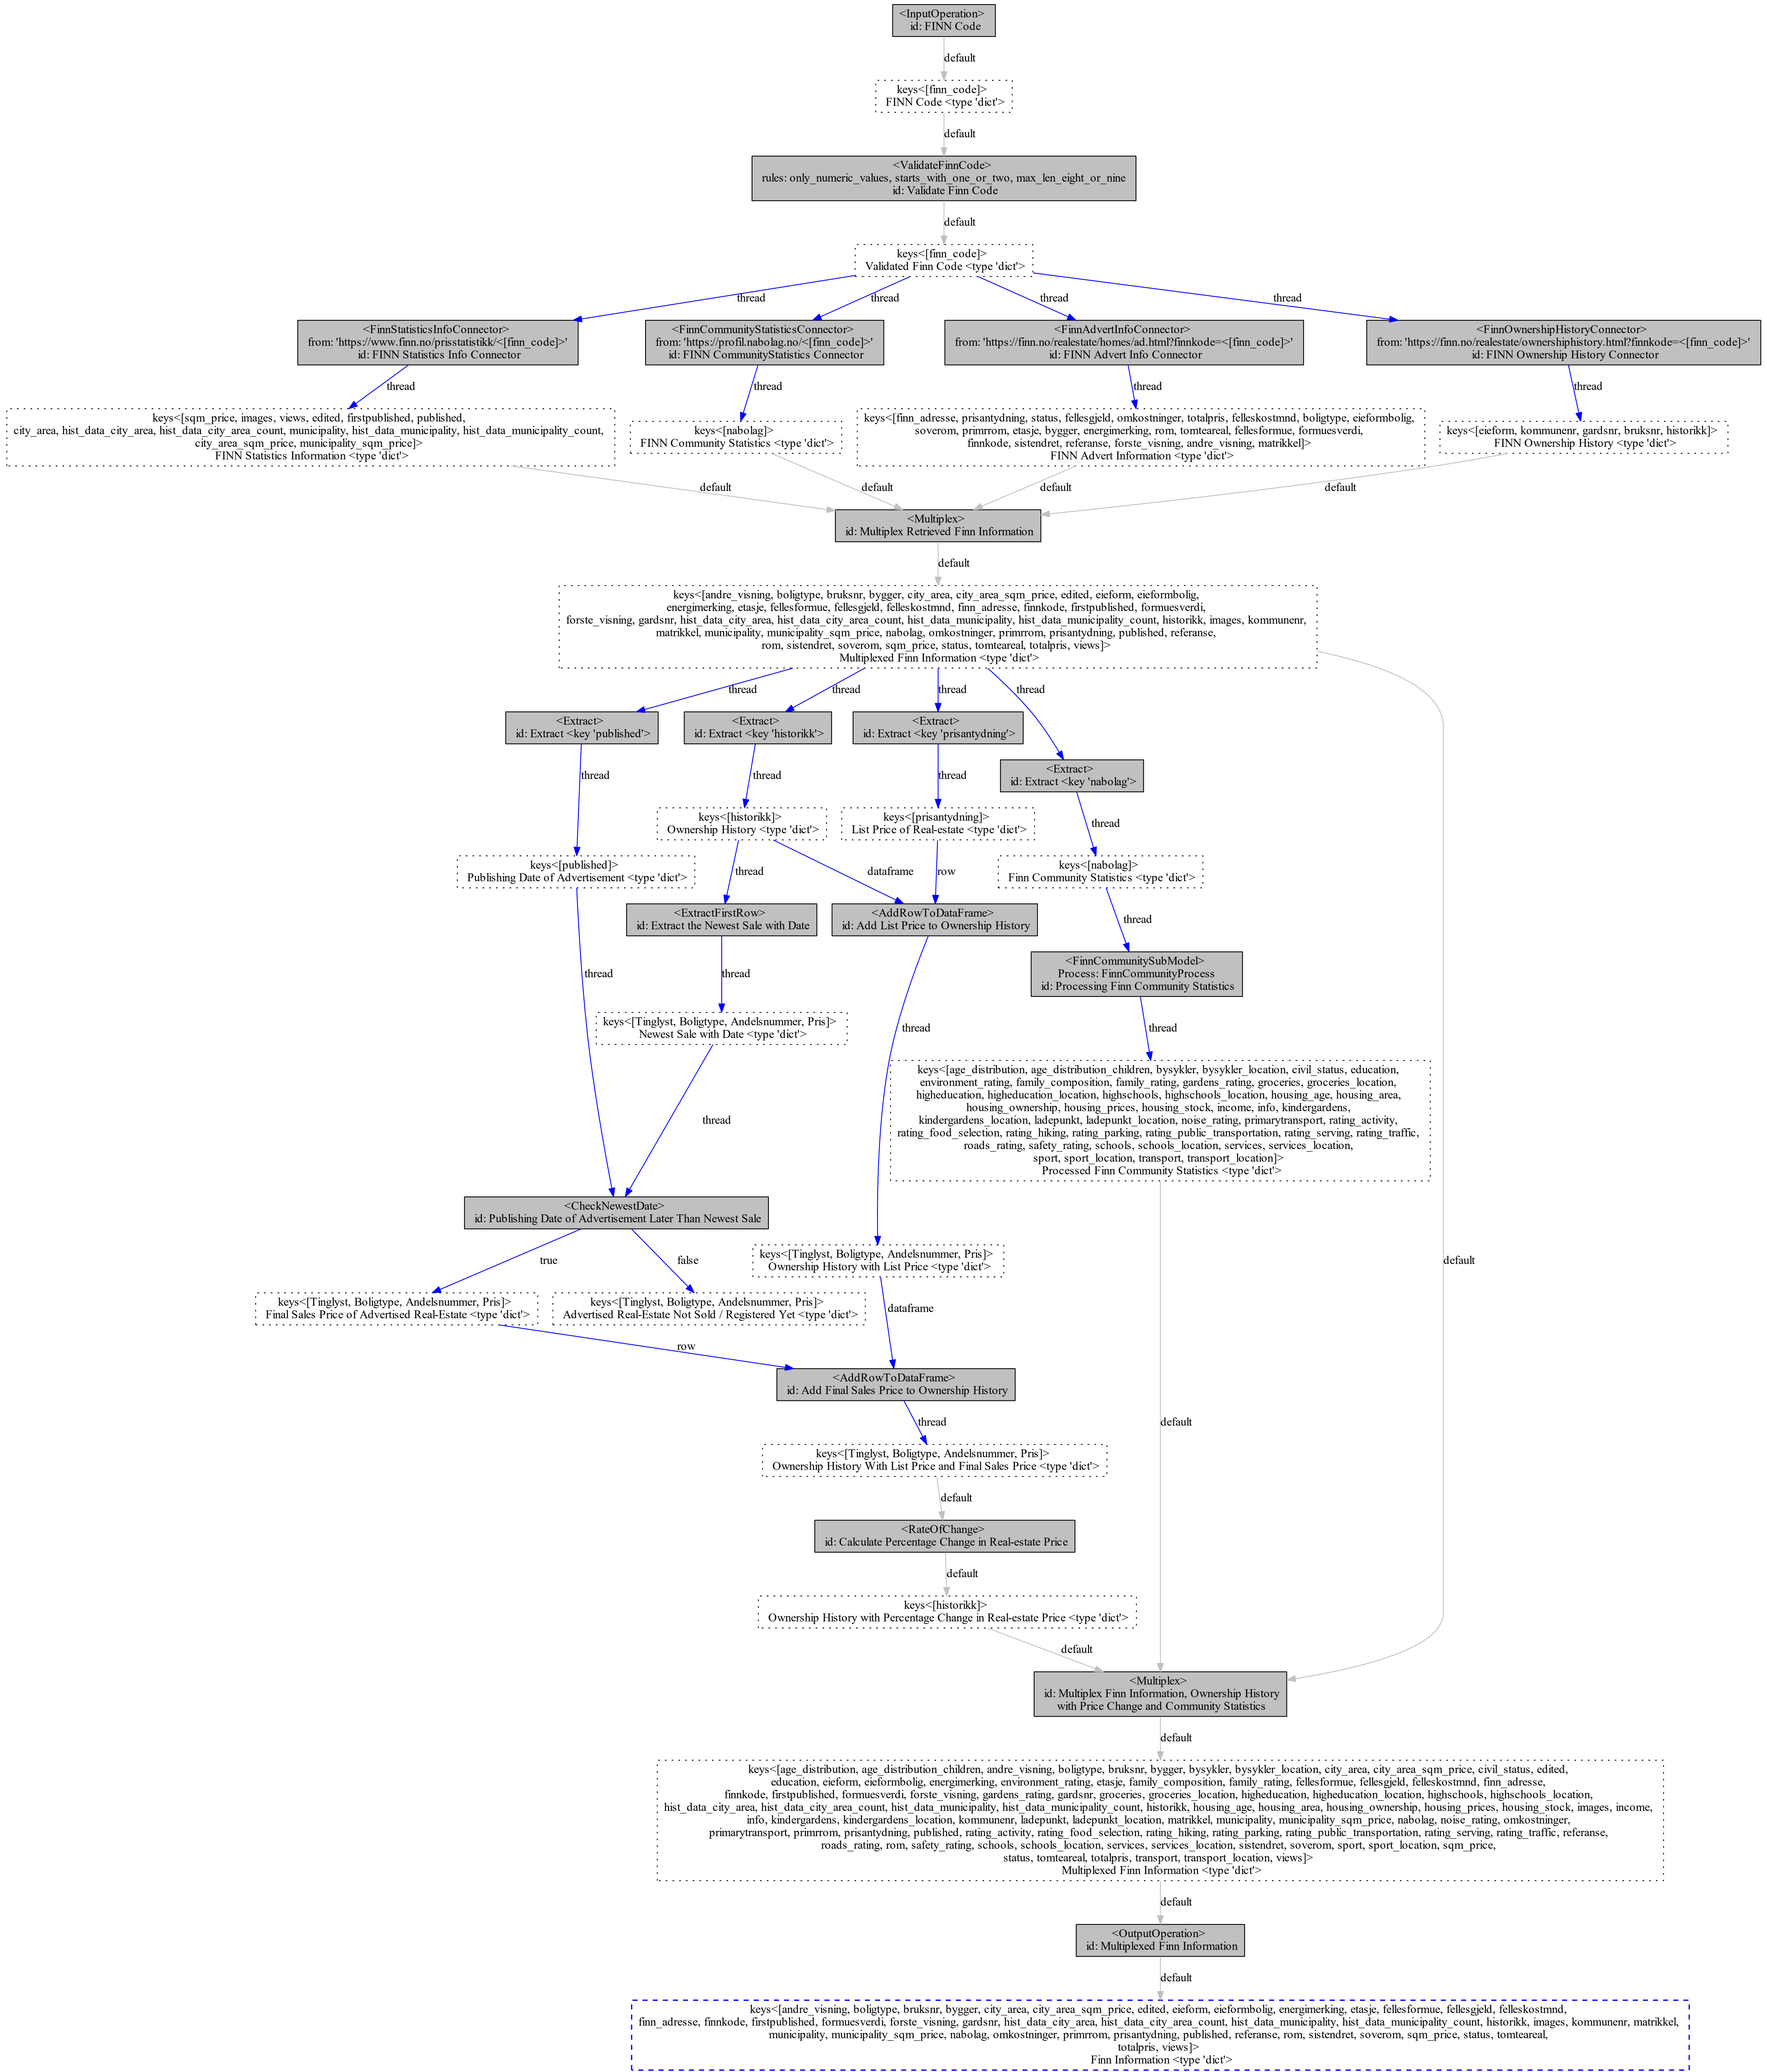 <InputOperation>
id: FINN Code
default
keys<[finn_code]>
FINN Code <type 'dict'>
default
<ValidateFinnCode>
rules: only_numeric_values, starts_with_one_or_two, max_len_eight_or_nine
id: Validate Finn Code
default
keys<[finn_code]>
Validated Finn Code <type 'dict'>
thread
thread
thread
thread
<FinnStatisticsInfoConnector>
from: 'https://www.finn.no/prisstatistikk/<[finn_code]>'
id: FINN Statistics Info Connector
<FinnCommunityStatisticsConnector>
from: 'https://profil.nabolag.no/<[finn_code]>'
id: FINN CommunityStatistics Connector
<FinnAdvertInfoConnector>
from: 'https://finn.no/realestate/homes/ad.html?finnkode=<[finn_code]>'
id: FINN Advert Info Connector
<FinnOwnershipHistoryConnector>
from: 'https://finn.no/realestate/ownershiphistory.html?finnkode=<[finn_code]>'
id: FINN Ownership History Connector
thread
thread
thread
thread
keys<[sqm_price, images, views, edited, firstpublished, published,
city_area, hist_data_city_area, hist_data_city_area_count, municipality, hist_data_municipality, hist_data_municipality_count,
city_area_sqm_price, municipality_sqm_price]>
FINN Statistics Information <type 'dict'>
keys<[nabolag]>
FINN Community Statistics <type 'dict'>
keys<[finn_adresse, prisantydning, status, fellesgjeld, omkostninger, totalpris, felleskostmnd, boligtype, eieformbolig,
soverom, primrrom, etasje, bygger, energimerking, rom, tomteareal, fellesformue, formuesverdi,
finnkode, sistendret, referanse, forste_visning, andre_visning, matrikkel]>
FINN Advert Information <type 'dict'>
keys<[eieform, kommunenr, gardsnr, bruksnr, historikk]>
FINN Ownership History <type 'dict'>
default
default
default
default
<Multiplex>
id: Multiplex Retrieved Finn Information
default
keys<[andre_visning, boligtype, bruksnr, bygger, city_area, city_area_sqm_price, edited, eieform, eieformbolig,
energimerking, etasje, fellesformue, fellesgjeld, felleskostmnd, finn_adresse, finnkode, firstpublished, formuesverdi,
forste_visning, gardsnr, hist_data_city_area, hist_data_city_area_count, hist_data_municipality, hist_data_municipality_count, historikk, images, kommunenr,
matrikkel, municipality, municipality_sqm_price, nabolag, omkostninger, primrrom, prisantydning, published, referanse,
rom, sistendret, soverom, sqm_price, status, tomteareal, totalpris, views]>
Multiplexed Finn Information <type 'dict'>
thread
thread
thread
thread
<Extract>
id: Extract <key 'published'>
<Extract>
id: Extract <key 'historikk'>
<Extract>
id: Extract <key 'prisantydning'>
<Extract>
id: Extract <key 'nabolag'>
thread
thread
thread
thread
keys<[historikk]>
Ownership History <type 'dict'>
keys<[prisantydning]>
List Price of Real-estate <type 'dict'>
keys<[published]>
Publishing Date of Advertisement <type 'dict'>
keys<[nabolag]>
Finn Community Statistics <type 'dict'>
thread
dataframe
row
thread
<ExtractFirstRow>
id: Extract the Newest Sale with Date
<AddRowToDataFrame>
id: Add List Price to Ownership History
<FinnCommunitySubModel>
Process: FinnCommunityProcess
id: Processing Finn Community Statistics
thread
thread
thread
thread
keys<[Tinglyst, Boligtype, Andelsnummer, Pris]>
Newest Sale with Date <type 'dict'>
keys<[age_distribution, age_distribution_children, bysykler, bysykler_location, civil_status, education,
environment_rating, family_composition, family_rating, gardens_rating, groceries, groceries_location,
higheducation, higheducation_location, highschools, highschools_location, housing_age, housing_area,
housing_ownership, housing_prices, housing_stock, income, info, kindergardens,
kindergardens_location, ladepunkt, ladepunkt_location, noise_rating, primarytransport, rating_activity,
rating_food_selection, rating_hiking, rating_parking, rating_public_transportation, rating_serving, rating_traffic,
roads_rating, safety_rating, schools, schools_location, services, services_location,
sport, sport_location, transport, transport_location]>
Processed Finn Community Statistics <type 'dict'>
thread
<CheckNewestDate>
id: Publishing Date of Advertisement Later Than Newest Sale
keys<[Tinglyst, Boligtype, Andelsnummer, Pris]>
Ownership History with List Price <type 'dict'>
true
false
default
keys<[Tinglyst, Boligtype, Andelsnummer, Pris]>
Final Sales Price of Advertised Real-Estate <type 'dict'>
keys<[Tinglyst, Boligtype, Andelsnummer, Pris]>
Advertised Real-Estate Not Sold / Registered Yet <type 'dict'>
dataframe
row
<AddRowToDataFrame>
id: Add Final Sales Price to Ownership History
thread
default
keys<[Tinglyst, Boligtype, Andelsnummer, Pris]>
Ownership History With List Price and Final Sales Price <type 'dict'>
default
<RateOfChange>
id: Calculate Percentage Change in Real-estate Price
default
keys<[historikk]>
Ownership History with Percentage Change in Real-estate Price <type 'dict'>
default
<Multiplex>
id: Multiplex Finn Information, Ownership History
with Price Change and Community Statistics
default
keys<[age_distribution, age_distribution_children, andre_visning, boligtype, bruksnr, bygger, bysykler, bysykler_location, city_area, city_area_sqm_price, civil_status, edited,
education, eieform, eieformbolig, energimerking, environment_rating, etasje, family_composition, family_rating, fellesformue, fellesgjeld, felleskostmnd, finn_adresse,
finnkode, firstpublished, formuesverdi, forste_visning, gardens_rating, gardsnr, groceries, groceries_location, higheducation, higheducation_location, highschools, highschools_location,
hist_data_city_area, hist_data_city_area_count, hist_data_municipality, hist_data_municipality_count, historikk, housing_age, housing_area, housing_ownership, housing_prices, housing_stock, images, income,
info, kindergardens, kindergardens_location, kommunenr, ladepunkt, ladepunkt_location, matrikkel, municipality, municipality_sqm_price, nabolag, noise_rating, omkostninger,
primarytransport, primrrom, prisantydning, published, rating_activity, rating_food_selection, rating_hiking, rating_parking, rating_public_transportation, rating_serving, rating_traffic, referanse,
roads_rating, rom, safety_rating, schools, schools_location, services, services_location, sistendret, soverom, sport, sport_location, sqm_price,
status, tomteareal, totalpris, transport, transport_location, views]>
Multiplexed Finn Information <type 'dict'>
default
<OutputOperation>
id: Multiplexed Finn Information
default
keys<[andre_visning, boligtype, bruksnr, bygger, city_area, city_area_sqm_price, edited, eieform, eieformbolig, energimerking, etasje, fellesformue, fellesgjeld, felleskostmnd,
finn_adresse, finnkode, firstpublished, formuesverdi, forste_visning, gardsnr, hist_data_city_area, hist_data_city_area_count, hist_data_municipality, hist_data_municipality_count, historikk, images, kommunenr, matrikkel,
municipality, municipality_sqm_price, nabolag, omkostninger, primrrom, prisantydning, published, referanse, rom, sistendret, soverom, sqm_price, status, tomteareal,
totalpris, views]>
Finn Information <type 'dict'>